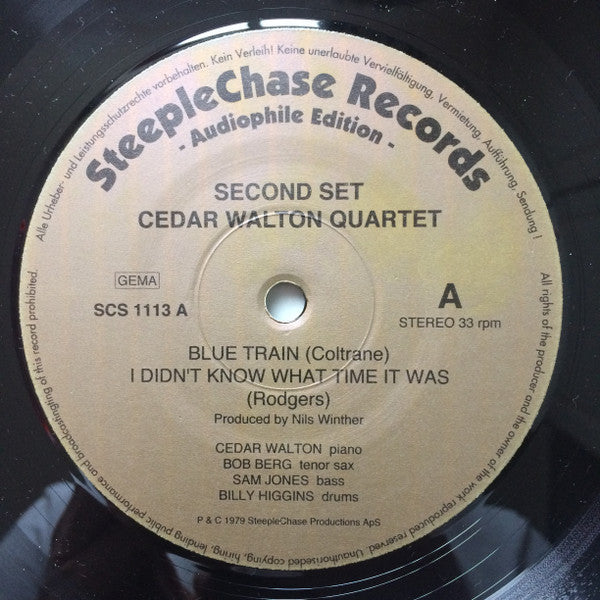 Alle Urheber- und Leistungsschutzrechte vorbehalten. Kein Verleih! Keine unerlaubte Vervielfältigung, Vermietung, Aufführung, Sendung !
SteepleChase Records
- Audiophile Edition -
SECOND SET
CEDAR WALTON QUARTET
GEMA
SCS 1113 A
A
STEREO 33 rpm
BLUE TRAIN (Coltrane)
I DIDN'T KNOW WHAT TIME IT WAS
(Rodgers)
Produced by Nils Winther
CEDAR WALTON piano
BOB BERG tenor sax
SAM JONES bass
BILLY HIGGINS drums
P & C 1979 SteepleChase Productions ApS
All rights of the producer and the owner of the work reproduced reserved. Unauthoriseded copying, hiring, lending public performance and broadcastingting of this record prohibited.